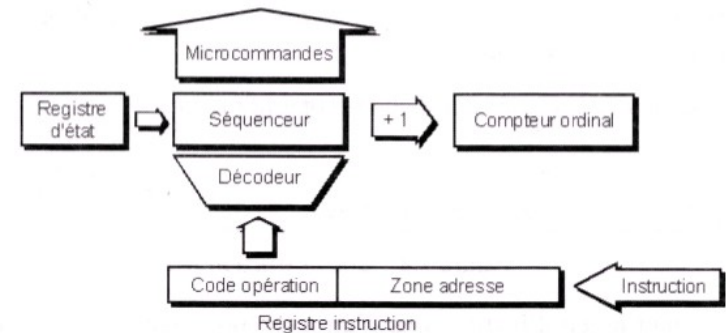 Microcommandes
Registre
d'état
Séquenceur
+ 1
Compteur ordinal
Décodeur
Code opération
Zone adresse
Instruction
Registre instruction